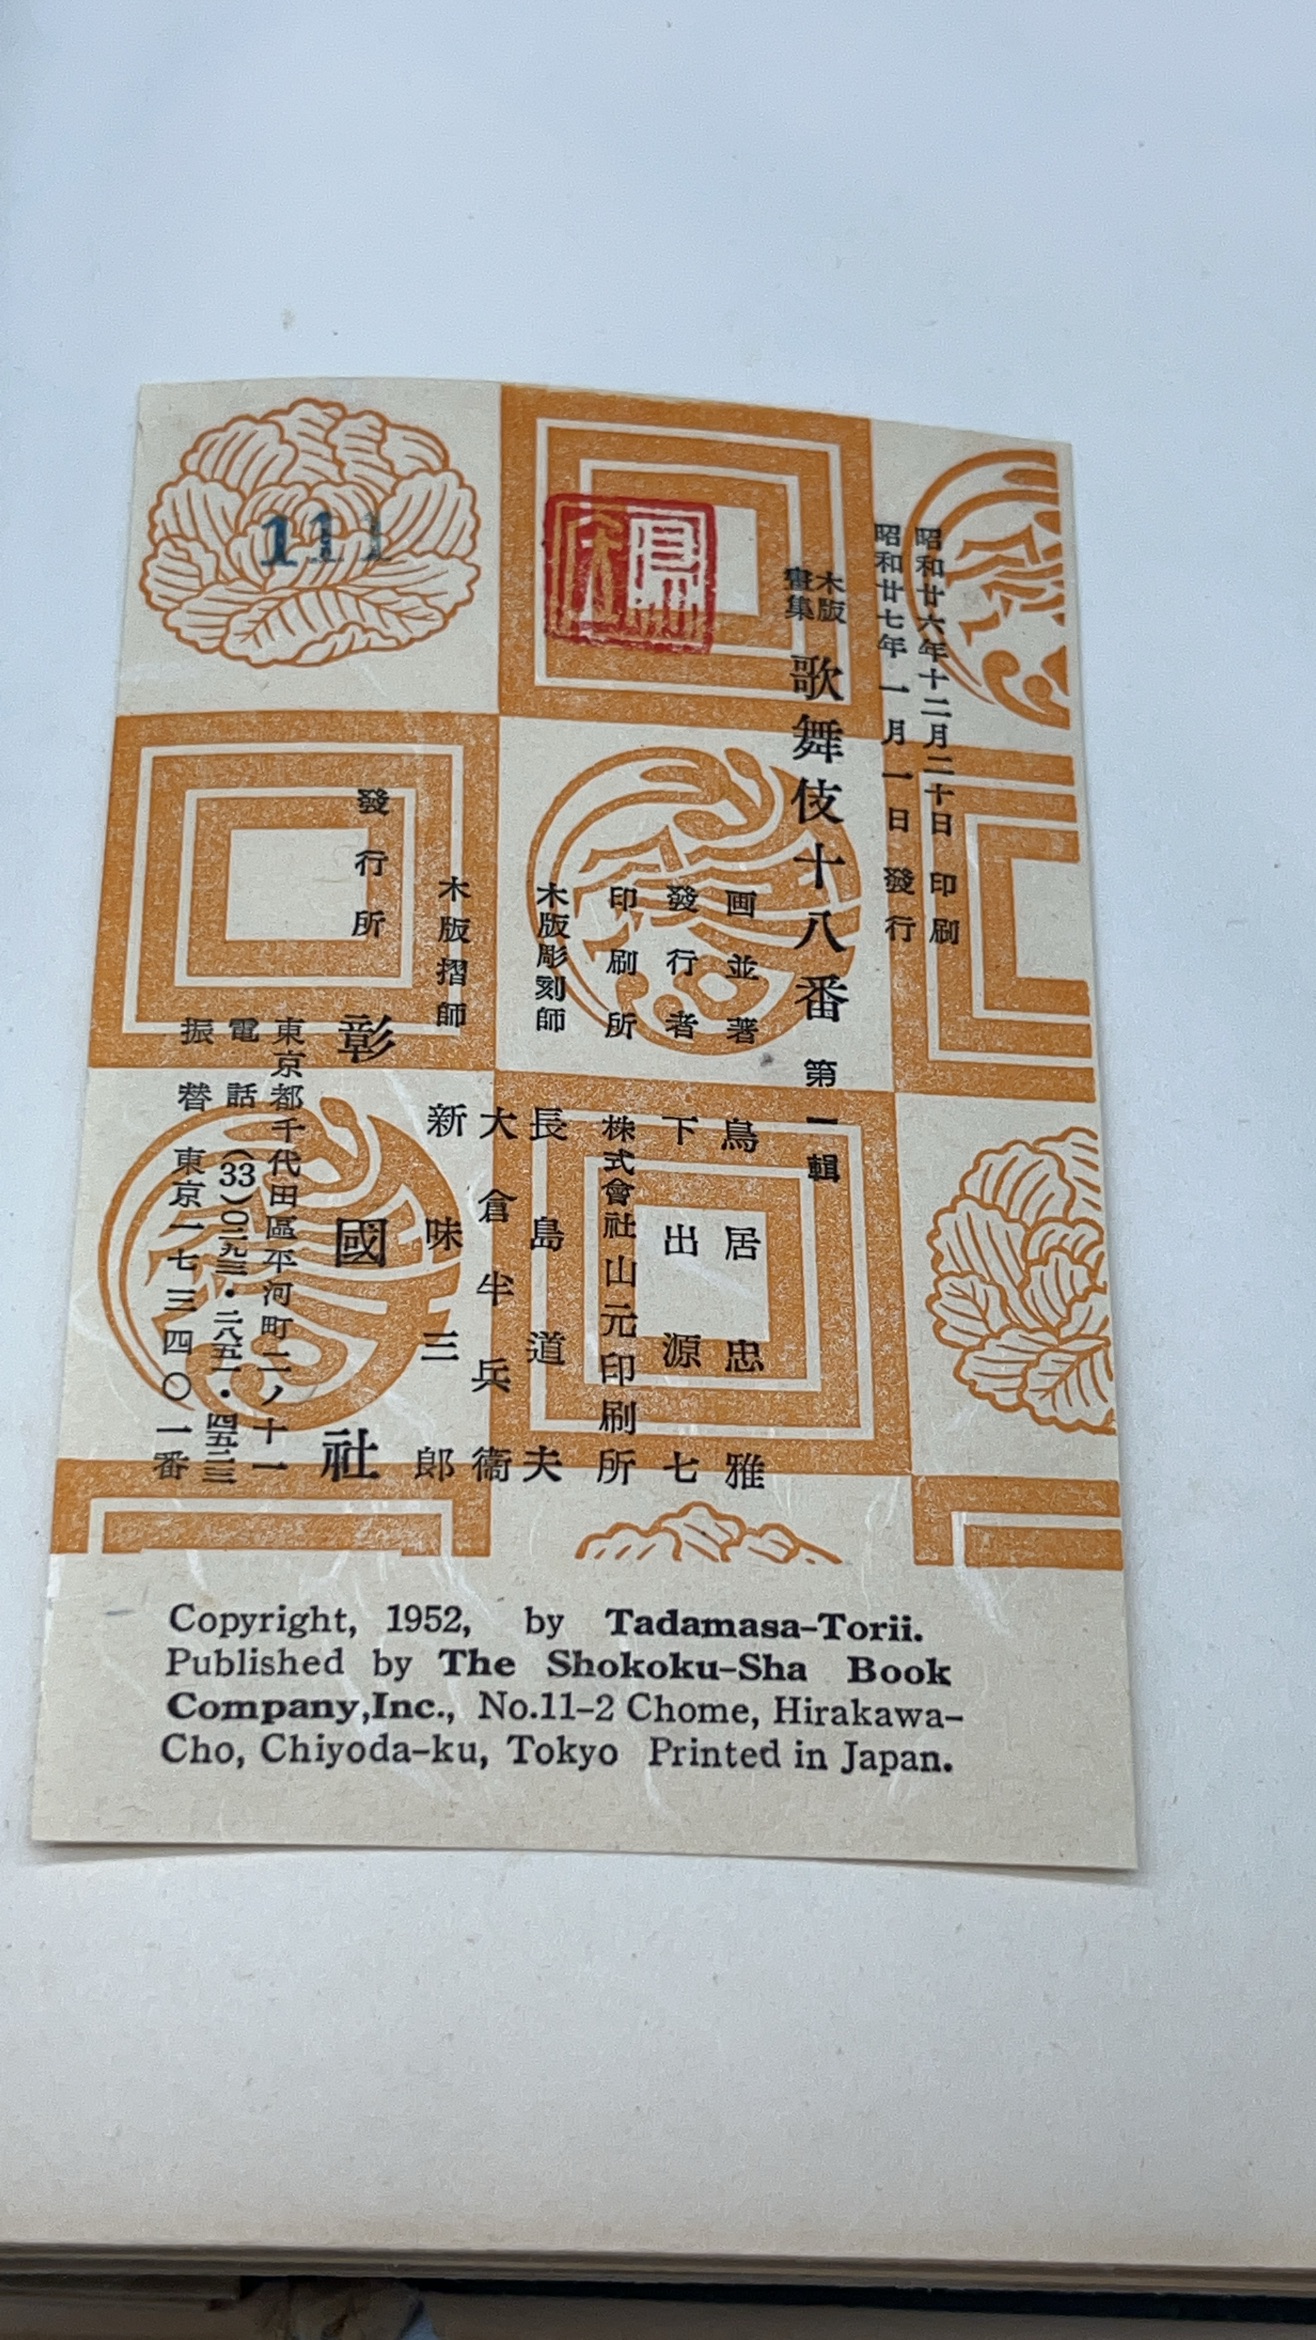 昭和廿六年十二月二十日 印刷
昭和廿七年一月一日 發行
木版
畫集
歌舞伎十八番 第一輯
画並著 鳥居忠雅
發行者 下出源七
印刷所 株式會社山元印刷所
木版彫刻師 長島道夫
大倉半兵衞
木版摺師 新味三郎
發行所 彰國社
東京都千代田區平河町二ノ十一
電話(33)〇二九三・二八五一・四五二三
振替 東京一七三四〇一番
111
Copyright, 1952, by Tadamasa-Torii.
Published by The Shokoku-Sha Book
Company,Inc., No.11-2 Chome, Hirakawa-
Cho, Chiyoda-ku, Tokyo Printed in Japan.